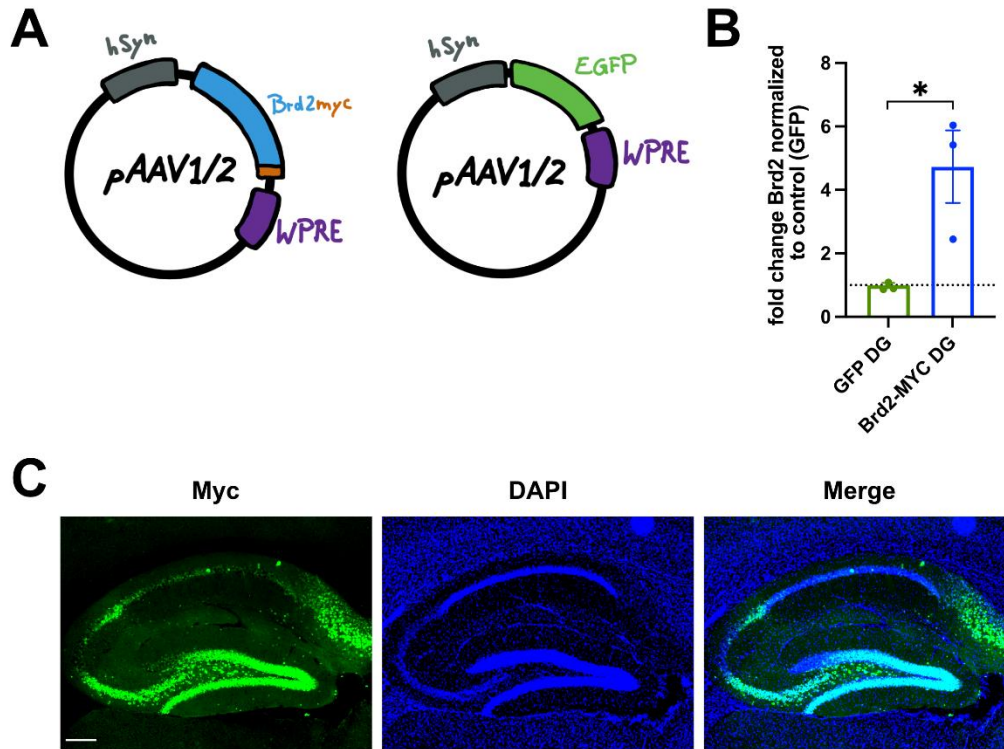 A
hSyn
Brd2myc
pAAV1/2
WPRE
hSyn
EGFP
WPRE
pAAV1/2
B
fold change Brd2 normalized
to control (GFP)
8
6
4
2
0
*
GFP DG
Brd2-MYC DG
C
Myc
DAPI
Merge